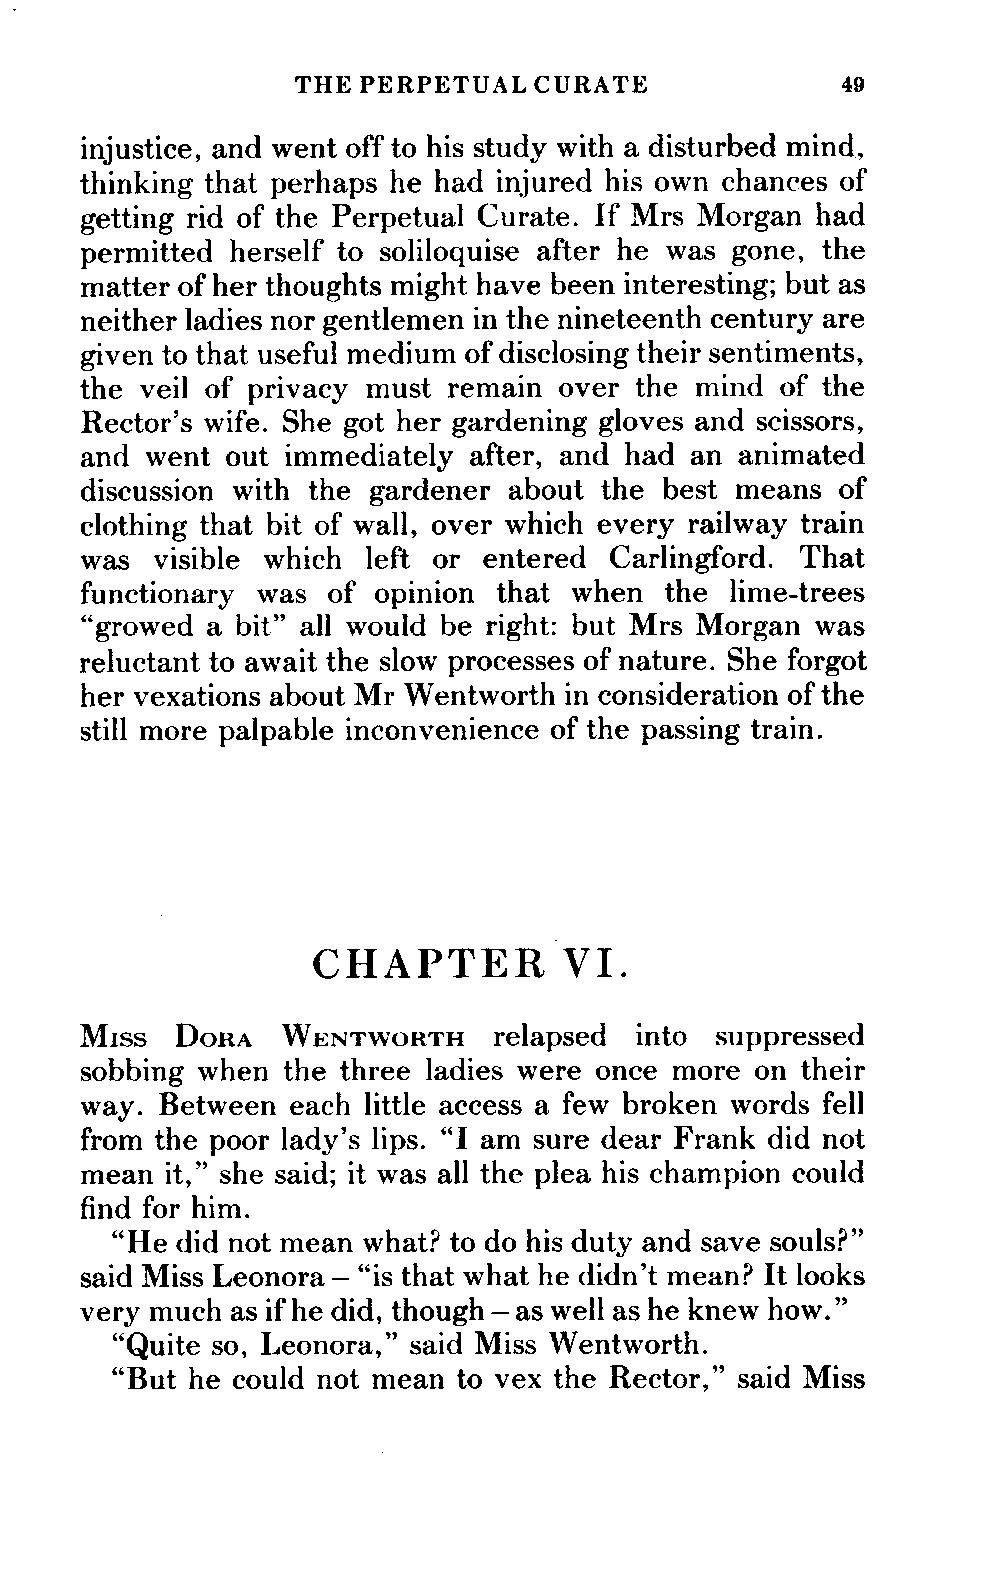 THE PERPETUAL CURATE 49
injustice, and went off to his study with a disturbed mind,
thinking that perhaps he had injured his own chances of
getting rid of the Perpetual Curate. If Mrs Morgan had
permitted herself to soliloquise after he was gone, the
matter of her thoughts might have been interesting; but as
neither ladies nor gentlemen in the nineteenth century are
given to that useful medium of disclosing their sentiments,
the veil of privacy must remain over the mind of the
Rector's wife. She got her gardening gloves and scissors,
and went out immediately after, and had an animated
discussion with the gardener about the best means of
clothing that bit of wall, over which every railway train
was visible which left or entered Carlingford. That
functionary was of opinion that when the lime-trees
“growed a bit” all would be right: but Mrs Morgan was
reluctant to await the slow processes of nature. She forgot
her vexations about Mr Wentworth in consideration of the
still more palpable inconvenience of the passing train.
CHAPTER VI.
MISS DORA WENTWORTH relapsed into suppressed
sobbing when the three ladies were once more on their
way. Between each little access a few broken words fell
from the poor lady's lips. “I am sure dear Frank did not
mean it,” she said; it was all the plea his champion could
find for him.
“He did not mean what? to do his duty and save souls?”
said Miss Leonora – “is that what he didn't mean? It looks
very much as if he did, though – as well as he knew how.”
“Quite so, Leonora,” said Miss Wentworth.
“But he could not mean to vex the Rector,” said Miss